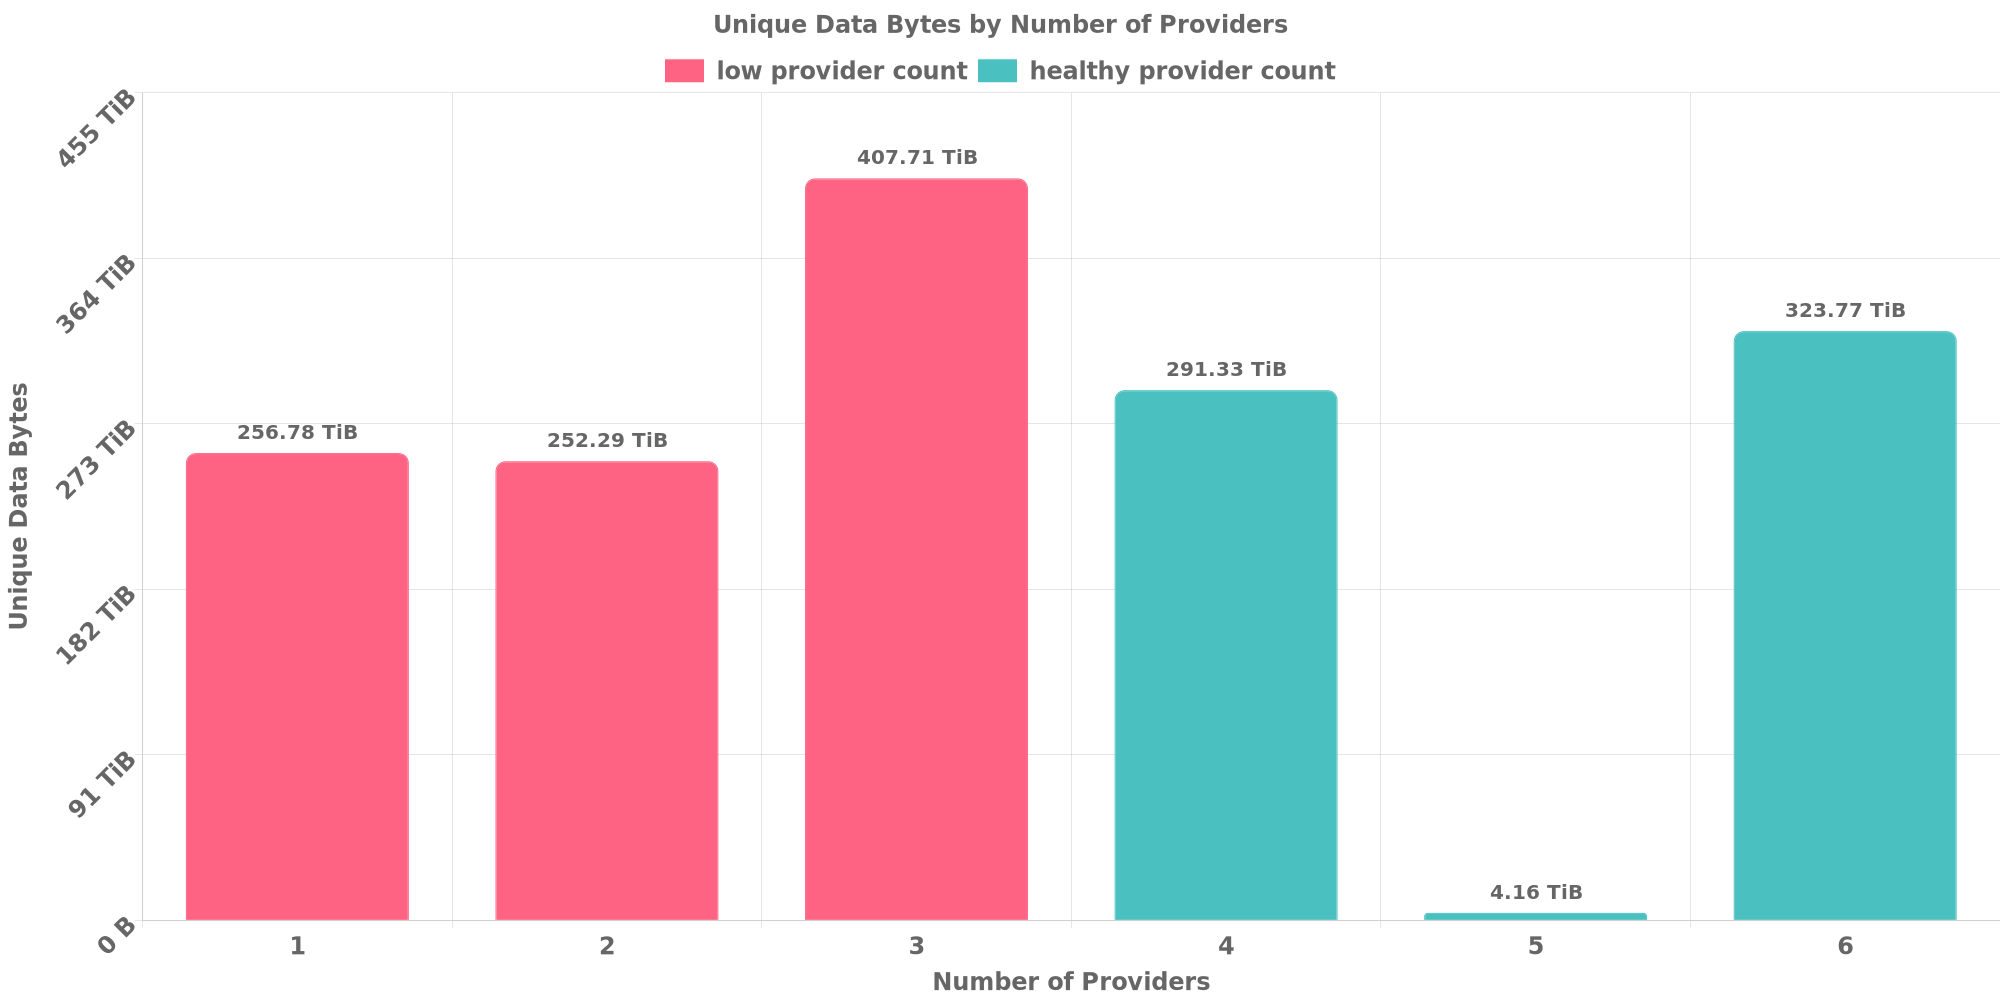 Unique Data Bytes by Number of Providers
low provider count healthy provider count
455 TiB
364 TiB
273 TiB
182 TiB
91 TiB
0 B
Unique Data Bytes
256.78 TiB
252.29 TiB
407.71 TiB
291.33 TiB
4.16 TiB
323.77 TiB
1 2 3 4 5 6
Number of Providers